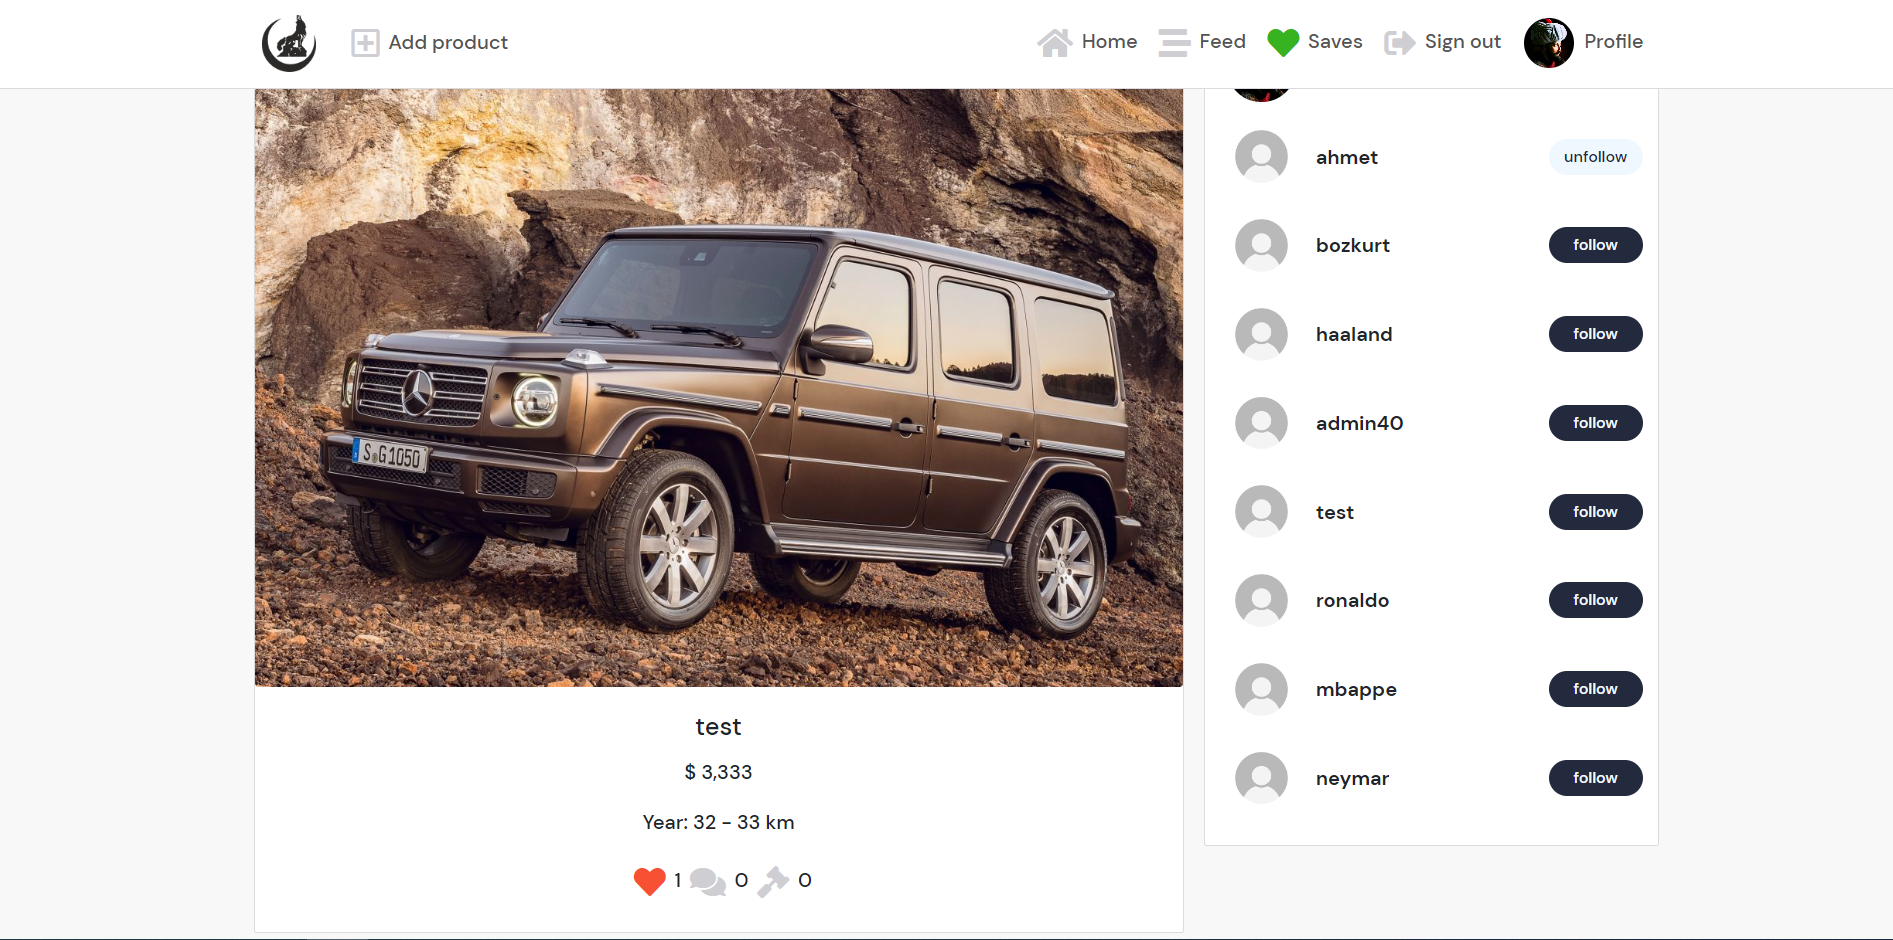 Add product
Home
Feed
Saves
Sign out
Profile
S G 1050
test
$ 3,333
Year: 32 - 33 km
1
0
0
ahmet
unfollow
bozkurt
follow
haaland
follow
admin40
follow
test
follow
ronaldo
follow
mbappe
follow
neymar
follow